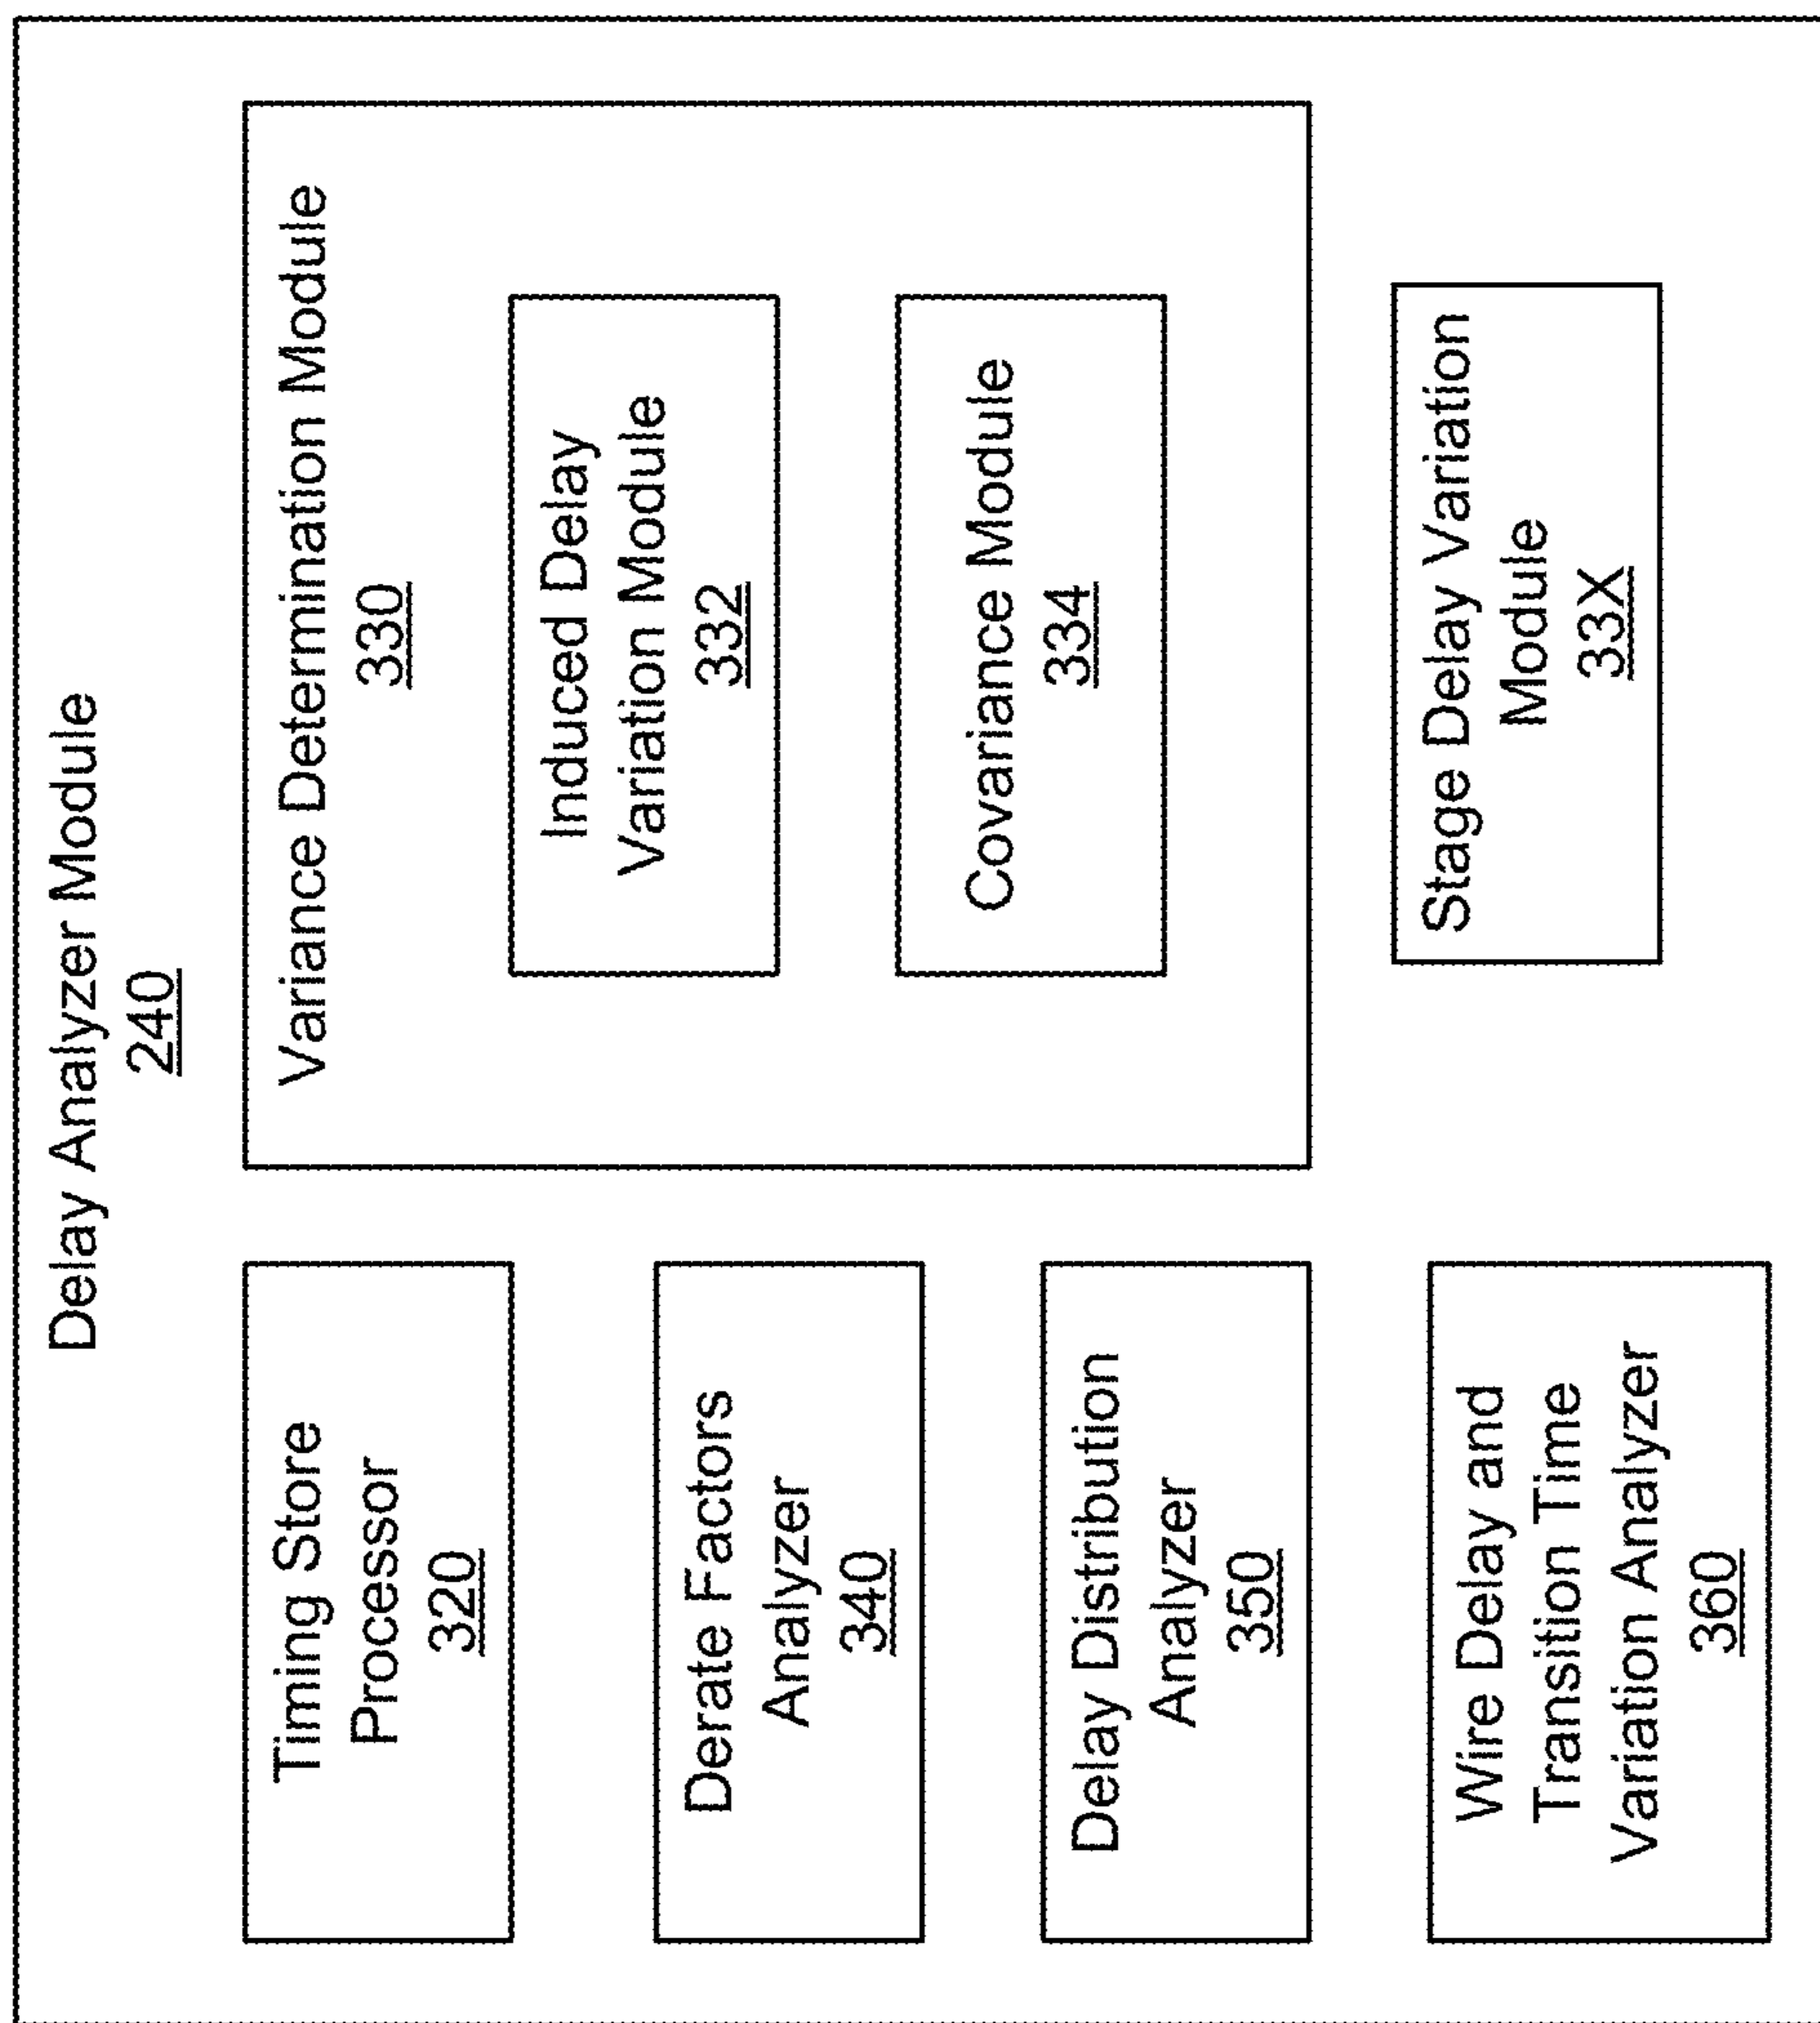 Delay Analyzer Module
240
Timing Store
Processor
320
Derate Factors
Analyzer
340
Delay Distribution
Analyzer
350
Wire Delay and
Transition Time
Variation Analyzer
360
Variance Determination Module
330
Induced Delay
Variation Module
332
Covariance Module
334
Stage Delay Variation
Module
33X